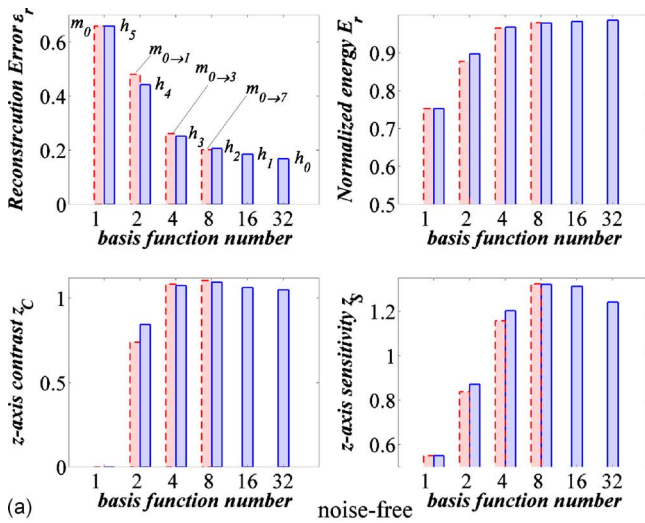 Reconstrcution Error εr
0.6
0.4
0.2
0
m0
h5
m0→1
h4
m0→3
h3
m0→7
h2
h1
h0
1 2 4 8 16 32
basis function number
Normalized energy Er
0.9
0.8
0.7
0.6
0.5
1 2 4 8 16 32
basis function number
z-axis contrast zC
1
0.5
0
1 2 4 8 16 32
basis function number
z-axis sensitivity zS
1.2
1
0.8
0.6
1 2 4 8 16 32
basis function number
(a) noise-free